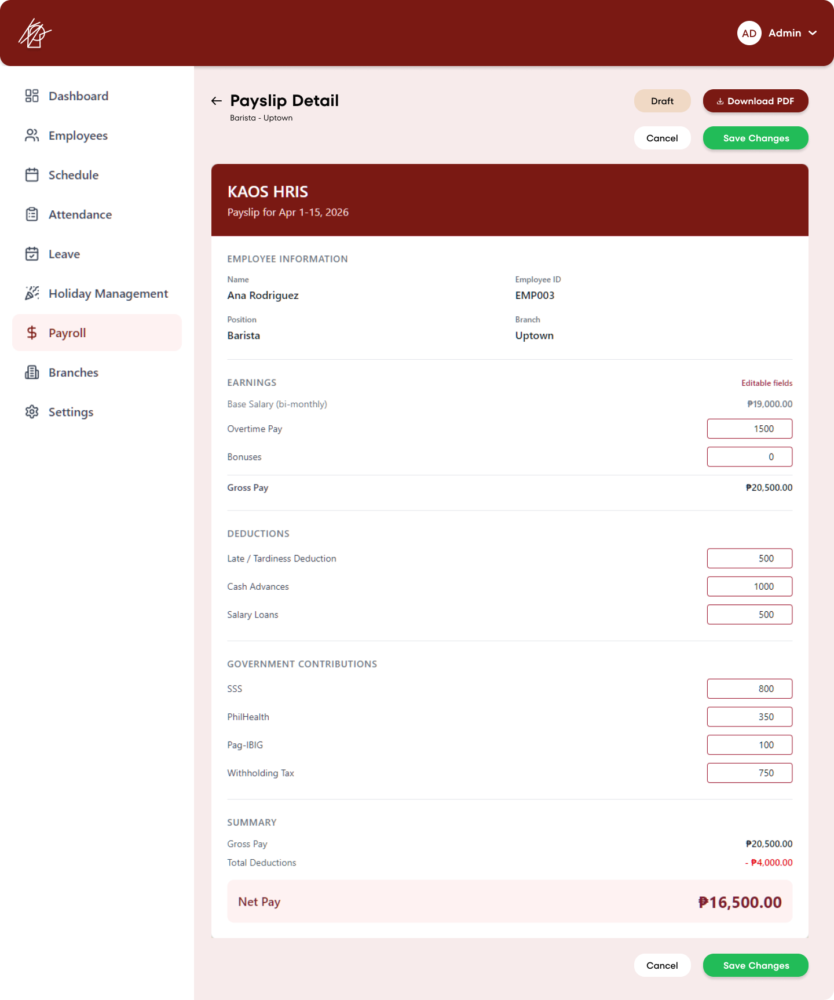 AD Admin
Dashboard
Employees
Schedule
Attendance
Leave
Holiday Management
Payroll
Branches
Settings
Payslip Detail
Barista - Uptown
Draft
Download PDF
Cancel
Save Changes
KAOS HRIS
Payslip for Apr 1-15, 2026
EMPLOYEE INFORMATION
Name
Ana Rodriguez
Employee ID
EMP003
Position
Barista
Branch
Uptown
EARNINGS Editable fields
Base Salary (bi-monthly) ₱19,000.00
Overtime Pay 1500
Bonuses 0
Gross Pay ₱20,500.00
DEDUCTIONS
Late / Tardiness Deduction 500
Cash Advances 1000
Salary Loans 500
GOVERNMENT CONTRIBUTIONS
SSS 800
PhilHealth 350
Pag-IBIG 100
Withholding Tax 750
SUMMARY
Gross Pay ₱20,500.00
Total Deductions - ₱4,000.00
Net Pay ₱16,500.00
Cancel
Save Changes